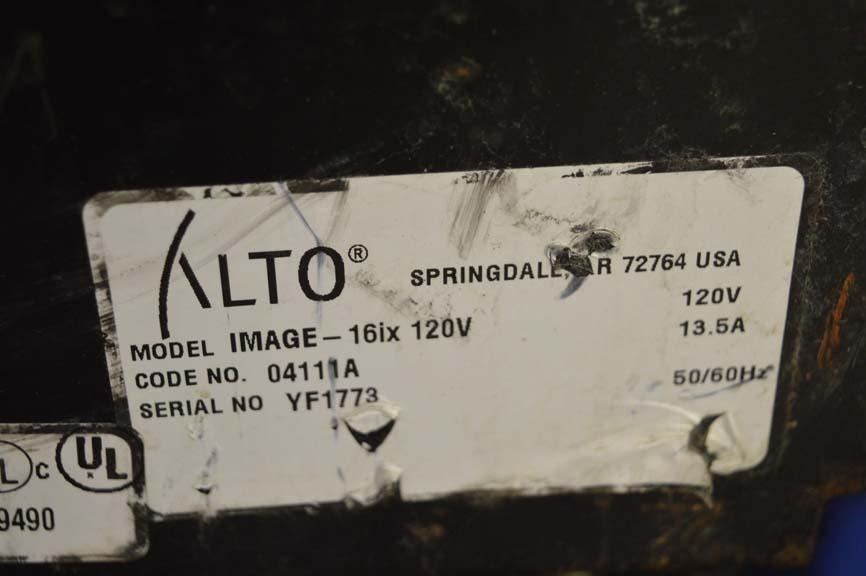 ALTO®
SPRINGDALE, AR 72764 USA
MODEL IMAGE-16ix 120V
120V
CODE NO. 04111A
13.5A
SERIAL NO YF1773
50/60Hz
L c UL
9490